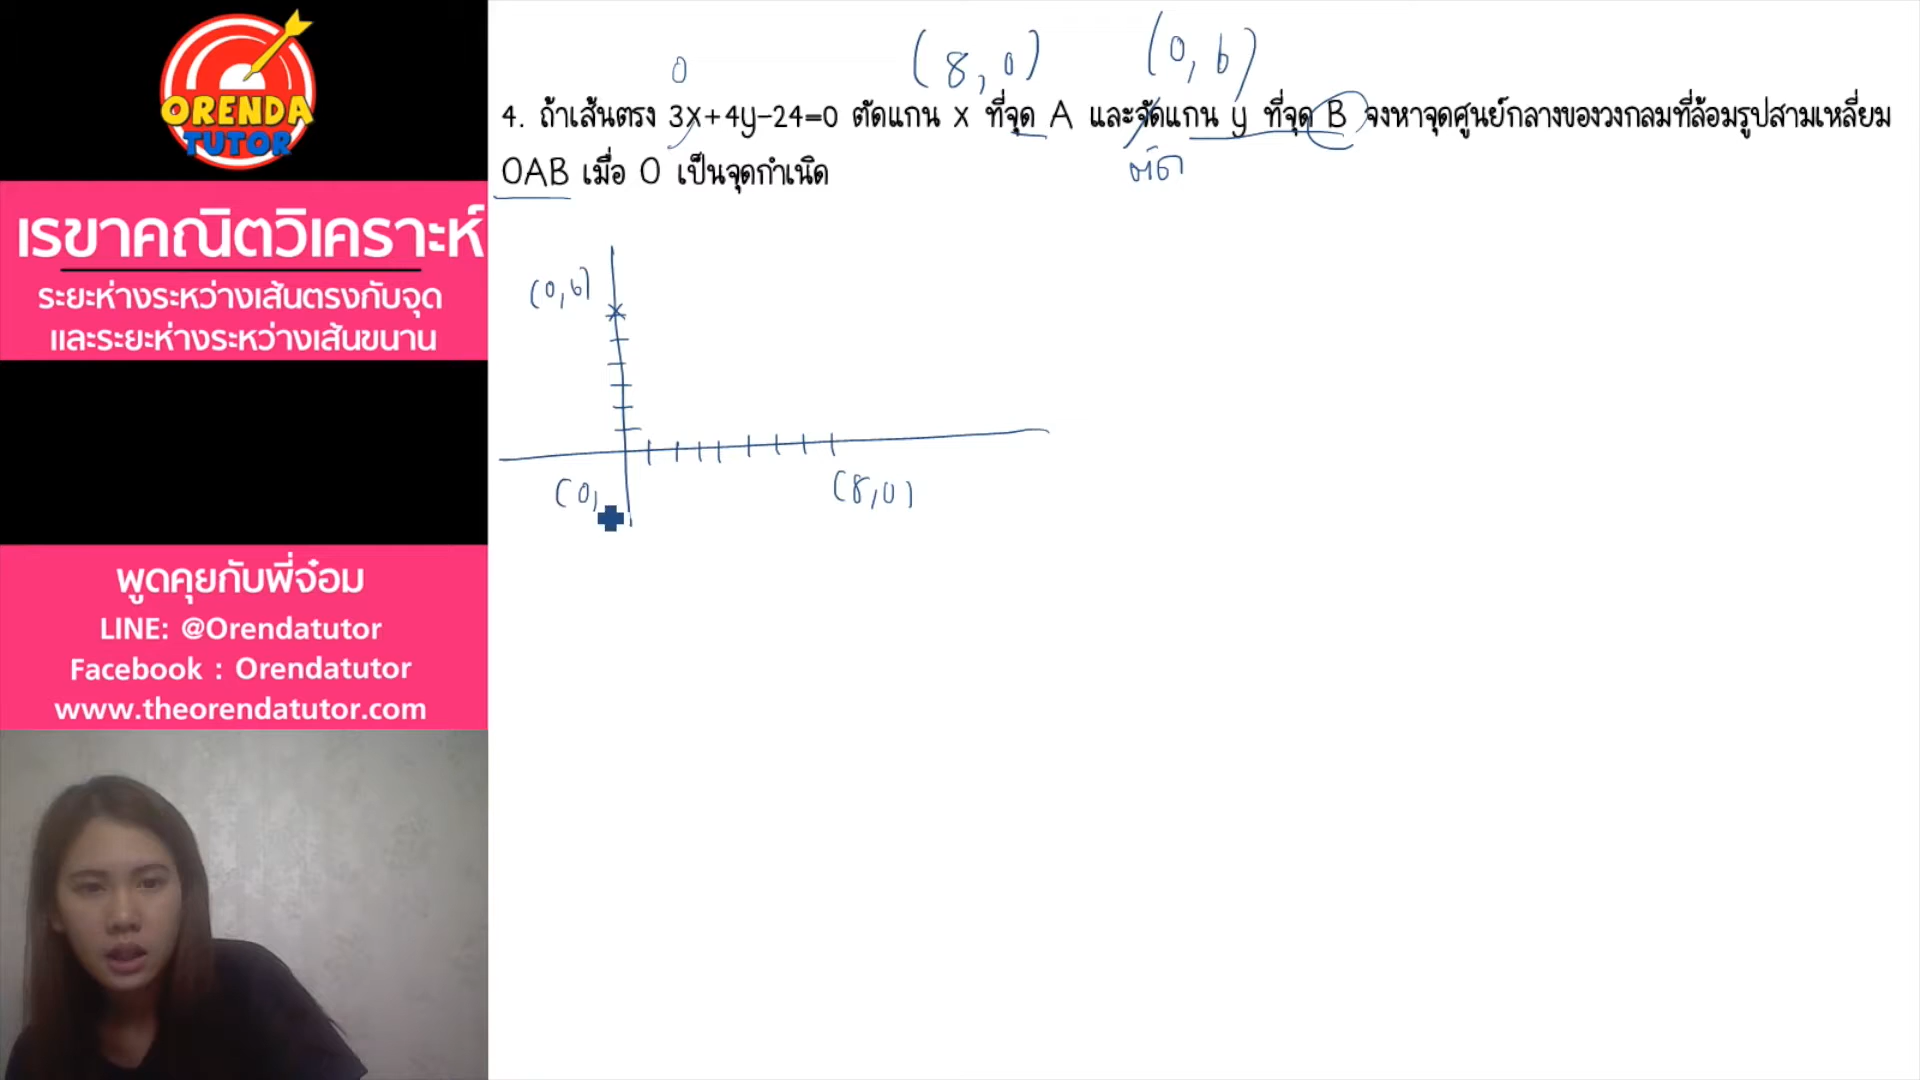 ORENDA
TUTOR
เรขาคณิตวิเคราะห์
ระยะห่างระหว่างเส้นตรงกับจุด
และระยะห่างระหว่างเส้นขนาน
พูดคุยกับพี่จ๋อม
LINE: @Orendatutor
Facebook : Orendatutor
www.theorendatutor.com
0
(8,0)
(0,6)
4. ถ้าเส้นตรง 3x+4y-24=0 ตัดแกน x ที่จุด A และจัดแกน y ที่จุด B จงหาจุดศูนย์กลางของวงกลมที่ล้อมรูปสามเหลี่ยม
ตัด
OAB เมื่อ O เป็นจุดกำเนิด
(0,6)
(0,
(8,0)